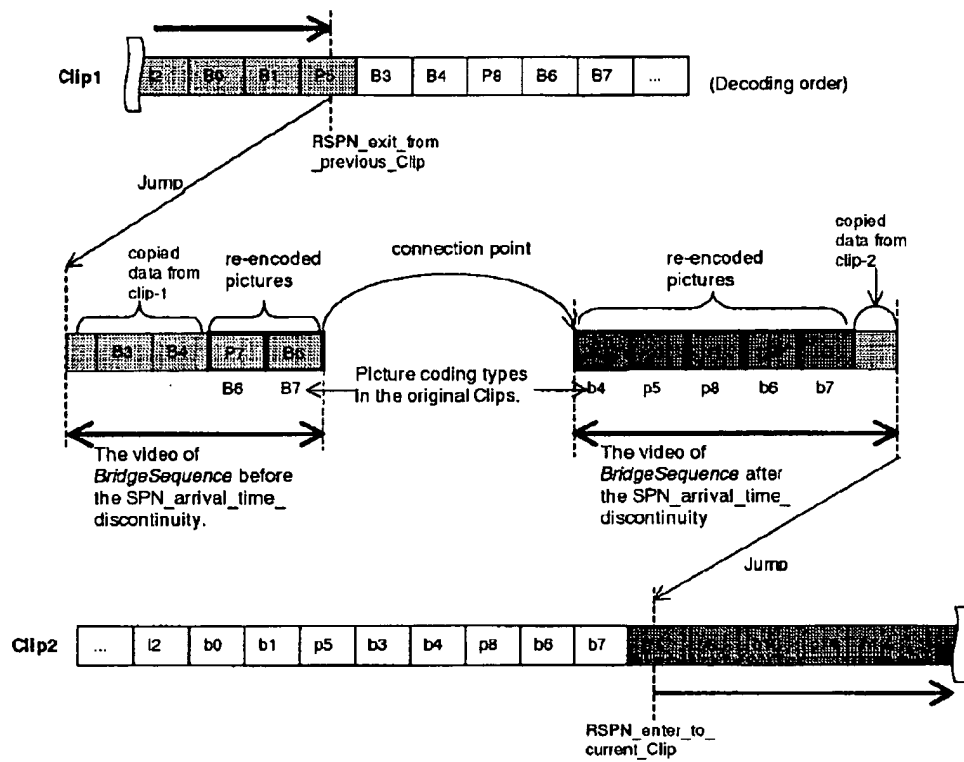 Clip1
I2 B0 B1 P5 B3 B4 P8 B6 B7 ...
(Decoding order)
RSPN_exit_from
_previous_Clip
Jump
copied
data from
clip-1
re-encoded
pictures
connection point
re-encoded
pictures
copied
data from
clip-2
B3 B4 P7 B6
B6 B7
Picture coding types
in the original Clips.
b4 p5 p8 b6 b7
The video of
BridgeSequence before
the SPN_arrival_time_
discontinuity.
The video of
BridgeSequence after
the SPN_arrival_time_
discontinuity
Jump
Clip2
... I2 b0 b1 p5 b3 b4 p8 b6 b7
RSPN_enter_to_
current_Clip